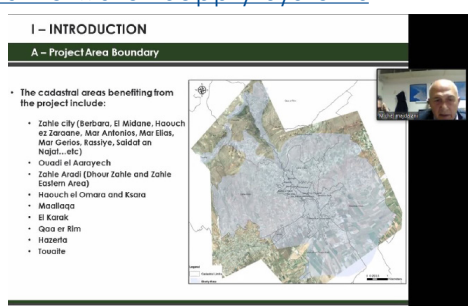 I – INTRODUCTION
A – Project Area Boundary
• The cadastral areas benefiting from
the project include:
• Zahle city (Berbara, El Midane, Haouch
ez Zaraane, Mar Antonios, Mar Elias,
Mar Gerios, Rassiye, Saidat an
Najat...etc)
• Ouadi el Aarayech
• Zahle Aradi (Dhour Zahle and Zahle
Eastern Area)
• Haouch el Omara and Ksara
• Maallaqa
• El Karak
• Qaa er Rim
• Hazerta
• Touaite
Legend